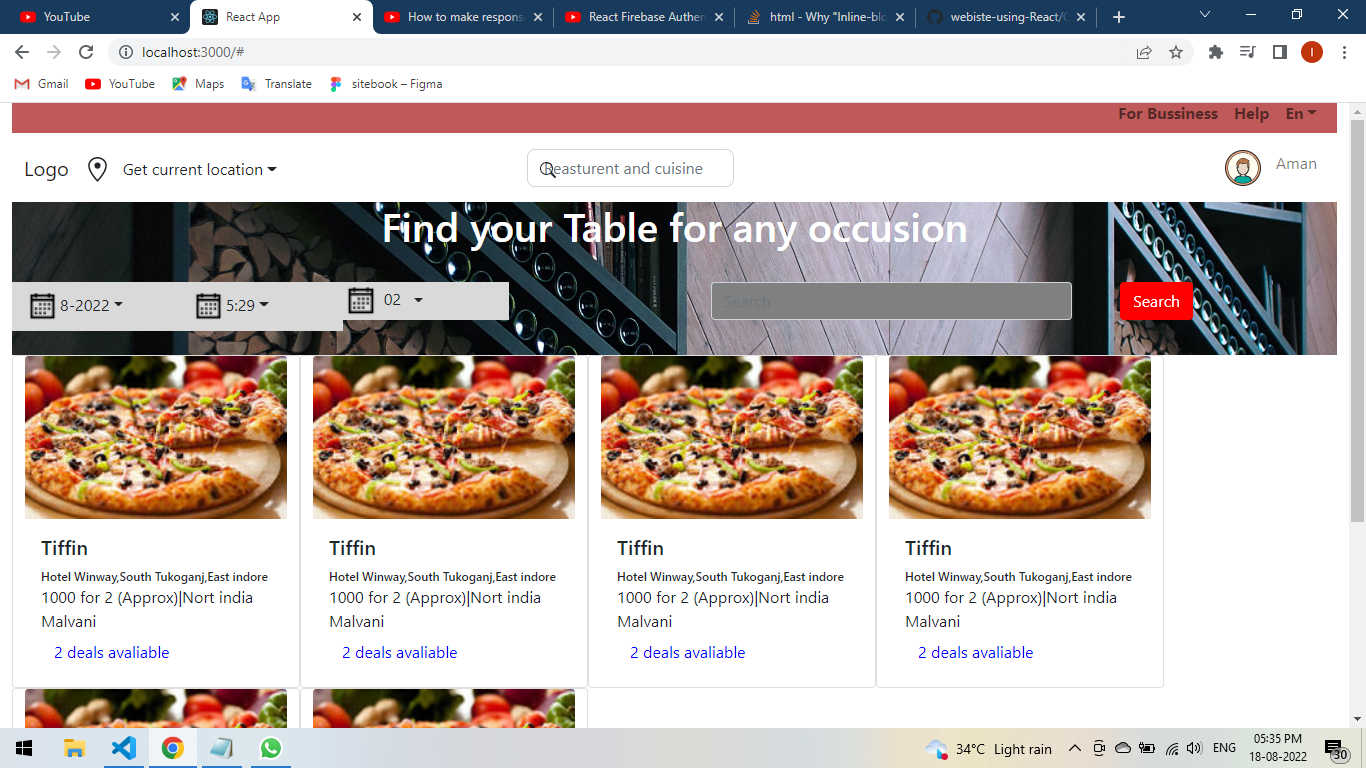 YouTube
React App
How to make respons
React Firebase Authen
html - Why "Inline-blo
webiste-using-React/C
localhost:3000/#
I
Gmail
YouTube
Maps
Translate
sitebook – Figma
For Bussiness Help En
Logo
Get current location
Reasturent and cuisine
Aman
Find your Table for any occusion
8-2022
5:29
02
Search
Search
Tiffin
Hotel Winway,South Tukoganj,East indore
1000 for 2 (Approx)|Nort india
Malvani
2 deals avaliable
Tiffin
Hotel Winway,South Tukoganj,East indore
1000 for 2 (Approx)|Nort india
Malvani
2 deals avaliable
Tiffin
Hotel Winway,South Tukoganj,East indore
1000 for 2 (Approx)|Nort india
Malvani
2 deals avaliable
Tiffin
Hotel Winway,South Tukoganj,East indore
1000 for 2 (Approx)|Nort india
Malvani
2 deals avaliable
34°C Light rain
ENG
05:35 PM
18-08-2022
30